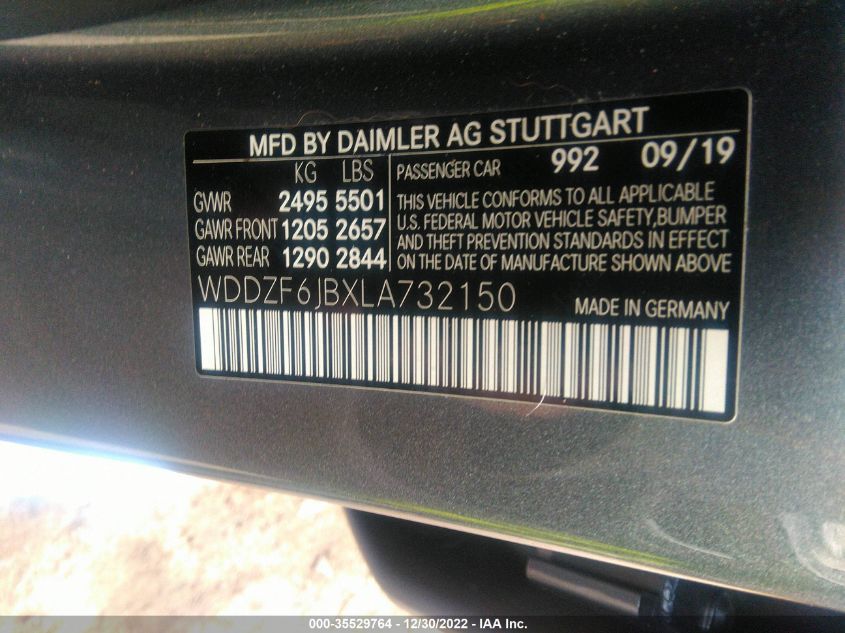 MFD BY DAIMLER AG STUTTGART
KG LBS
GVWR 2495 5501
GAWR FRONT 1205 2657
GAWR REAR 1290 2844
PASSENGER CAR 992 09/19
THIS VEHICLE CONFORMS TO ALL APPLICABLE
U.S. FEDERAL MOTOR VEHICLE SAFETY,BUMPER
AND THEFT PREVENTION STANDARDS IN EFFECT
ON THE DATE OF MANUFACTURE SHOWN ABOVE
WDDZF6JBXLA732150
MADE IN GERMANY
000-35529764 - 12/30/2022 - IAA Inc.